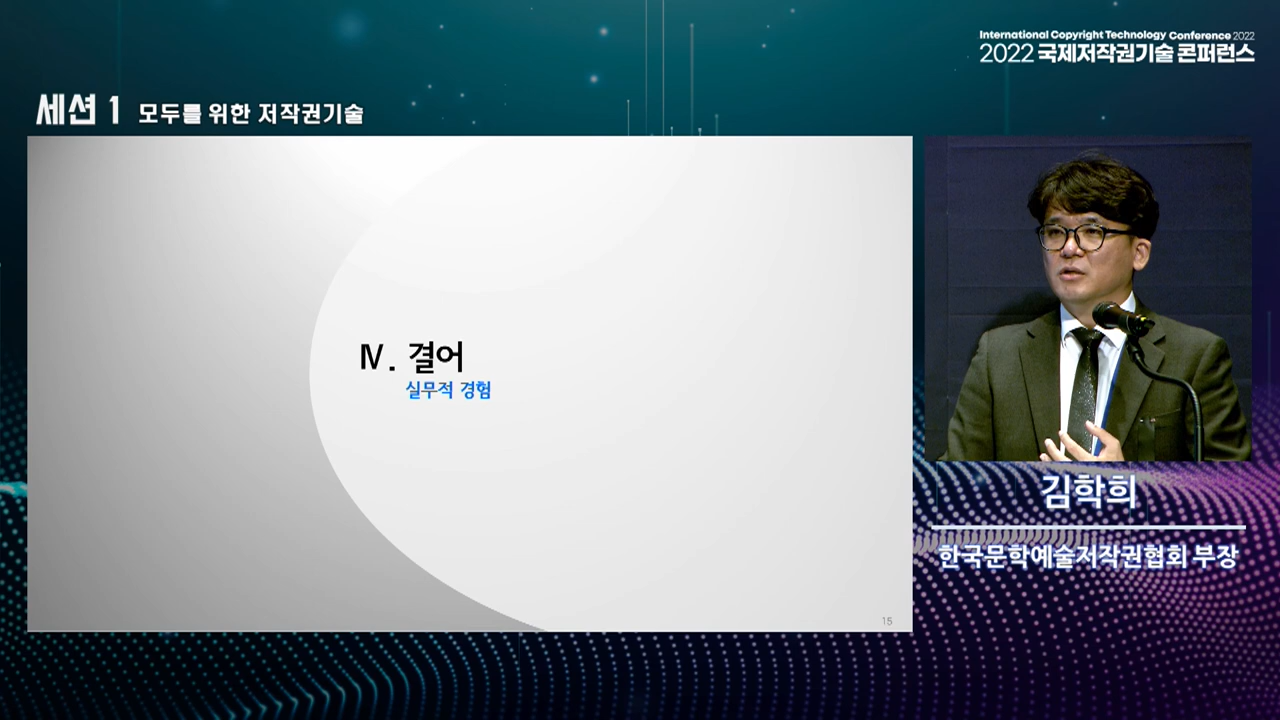 International Copyright Technology Conference 2022
2022 국제저작권기술 콘퍼런스
세션 1 모두를 위한 저작권기술
Ⅳ. 결어
실무적 경험
15
김학희
한국문학예술저작권협회 부장